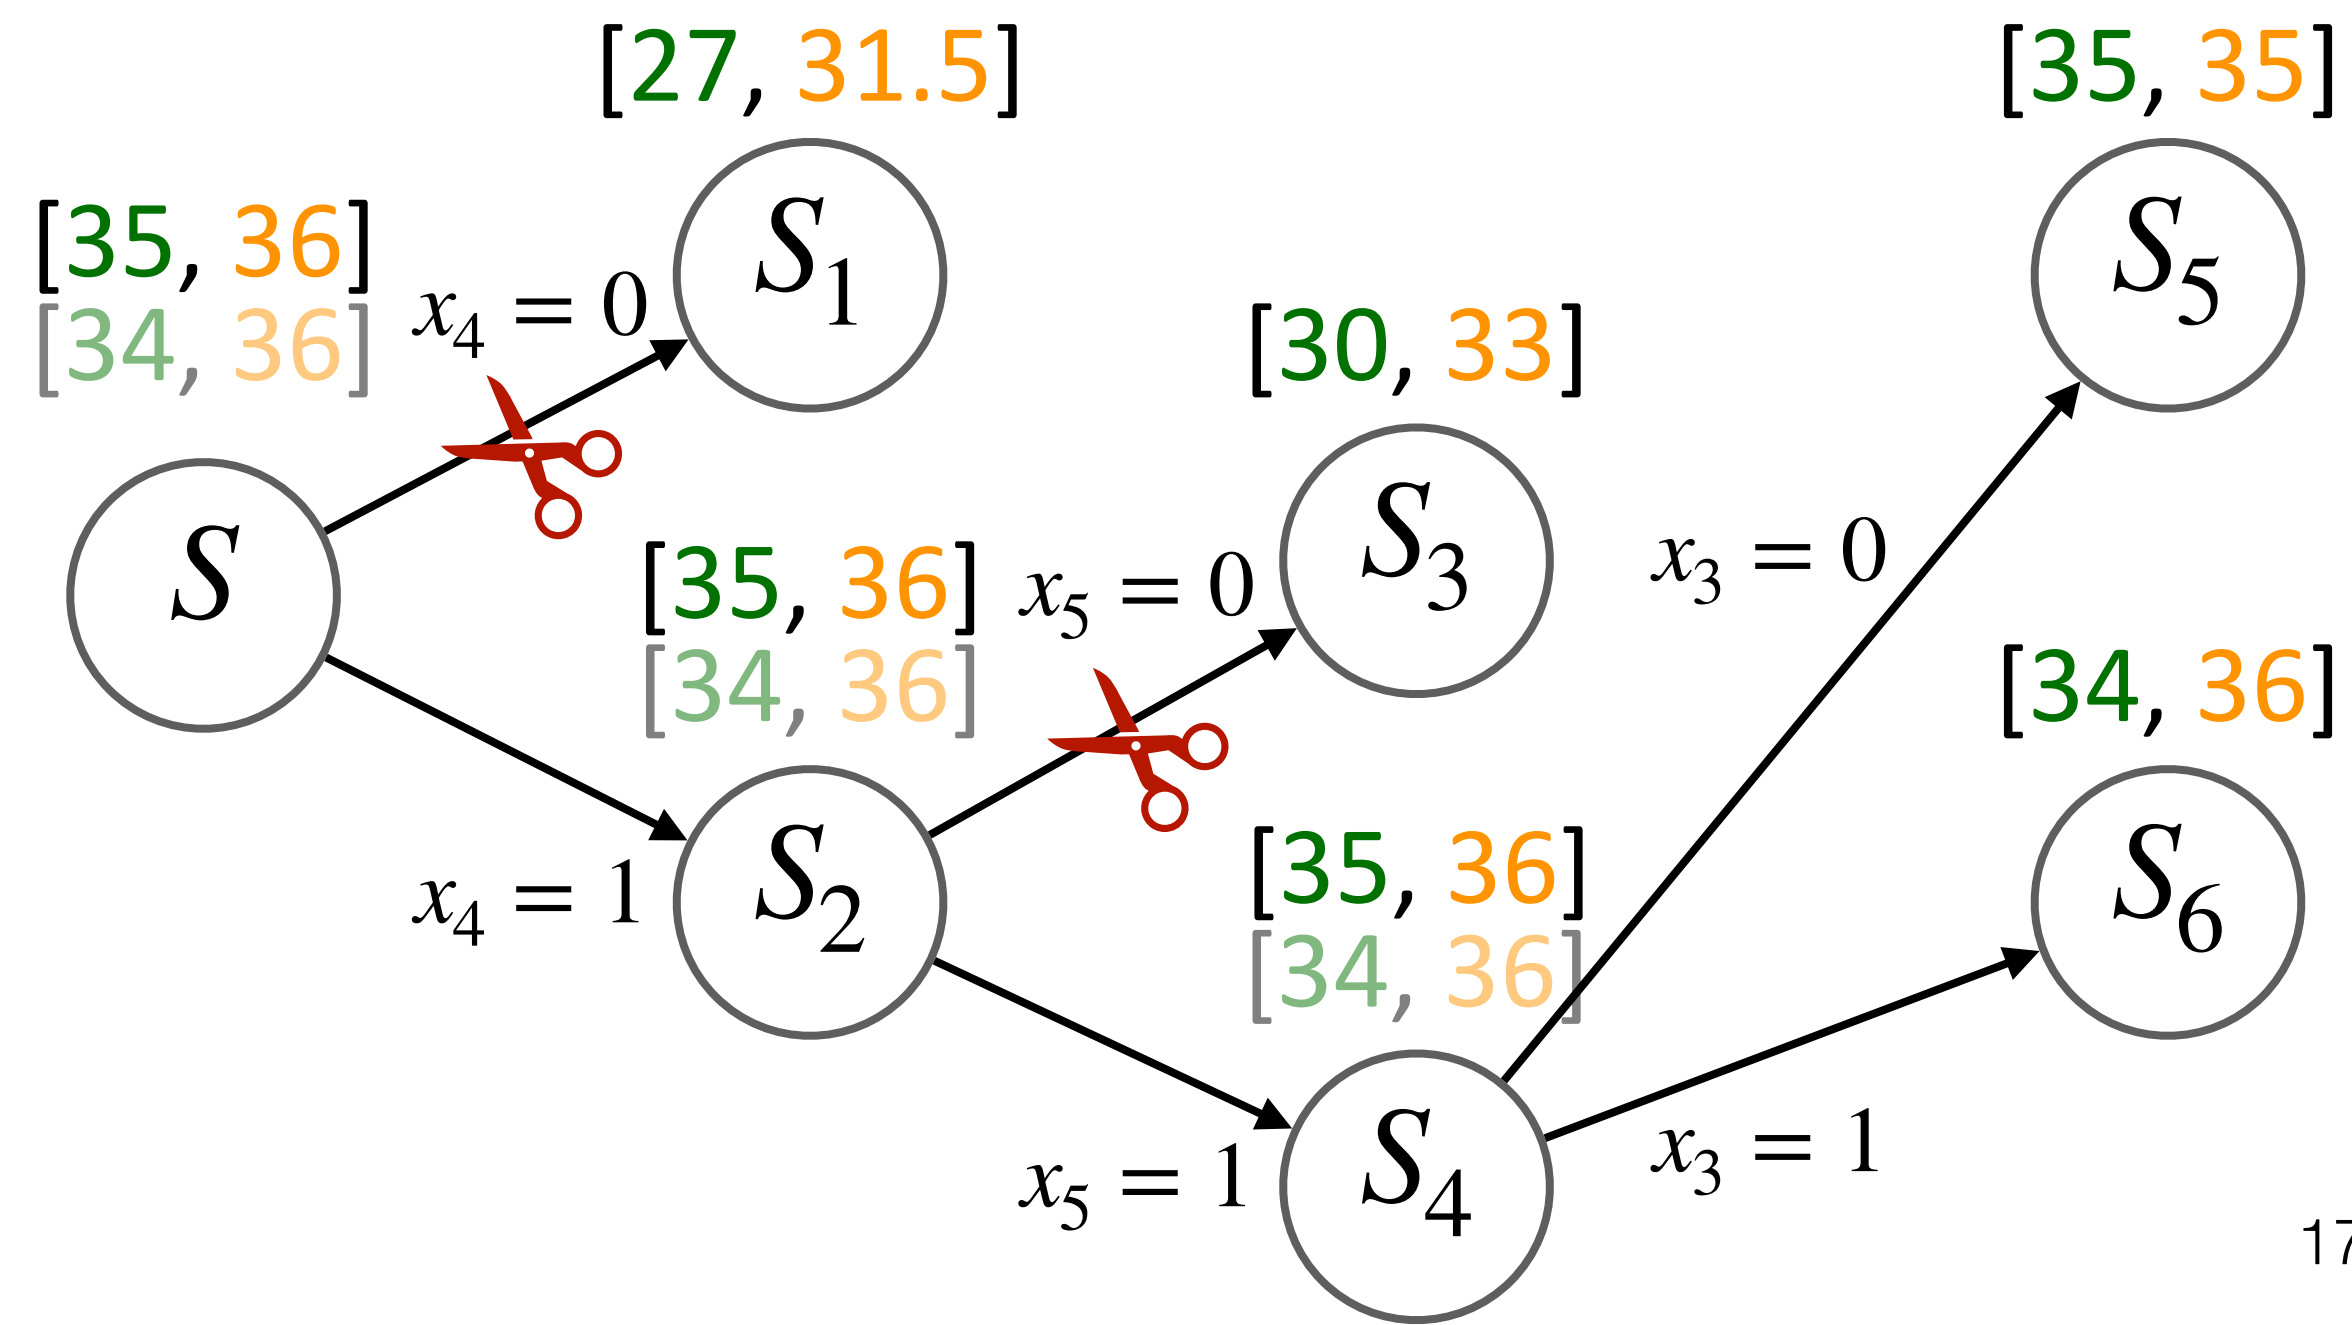 [27, 31.5]
[35, 35]
[35, 36]
[34, 36]
x4 = 0
S1
S5
[30, 33]
S
[35, 36]
[34, 36]
x5 = 0
S3
x3 = 0
[34, 36]
x4 = 1
S2
[35, 36]
[34, 36]
S6
x5 = 1
S4
x3 = 1
17